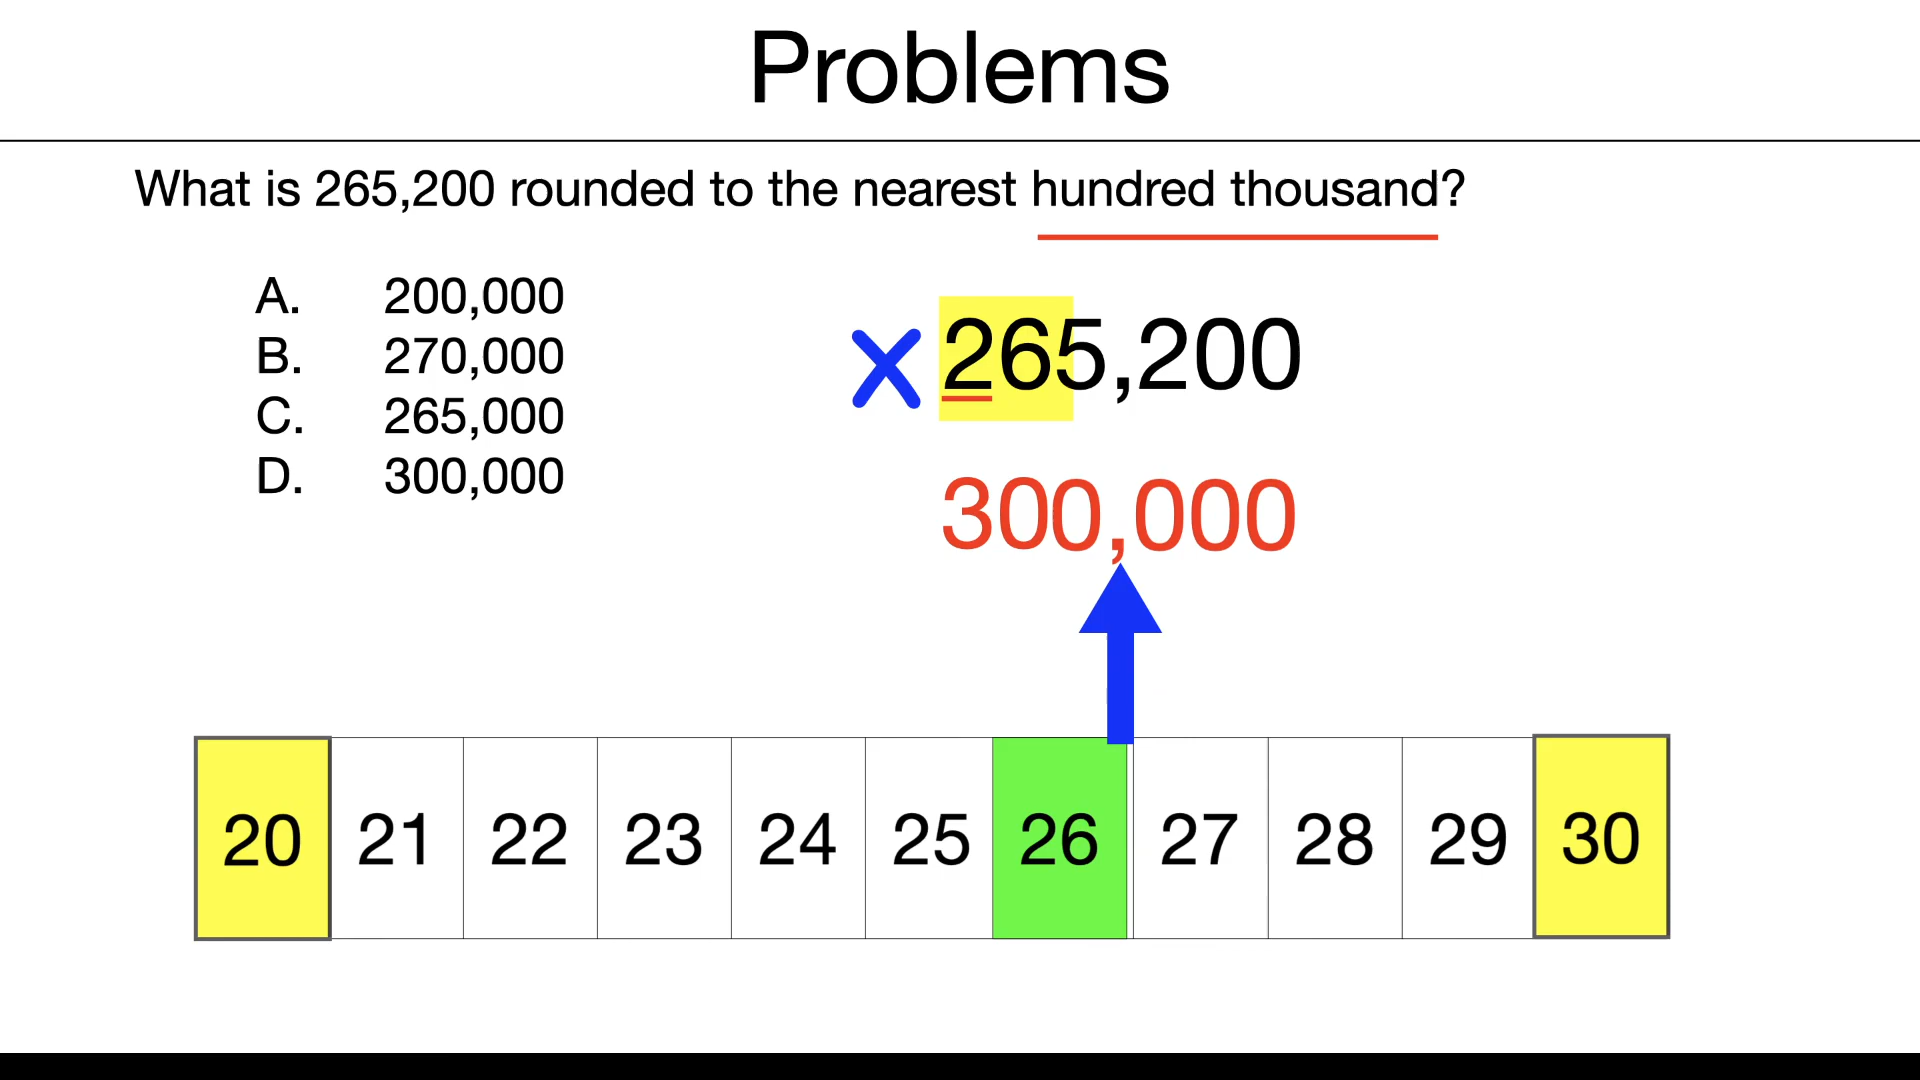 Problems
What is 265,200 rounded to the nearest hundred thousand?
A. 200,000
B. 270,000
C. 265,000
D. 300,000
265,200
300,000
20 21 22 23 24 25 26 27 28 29 30